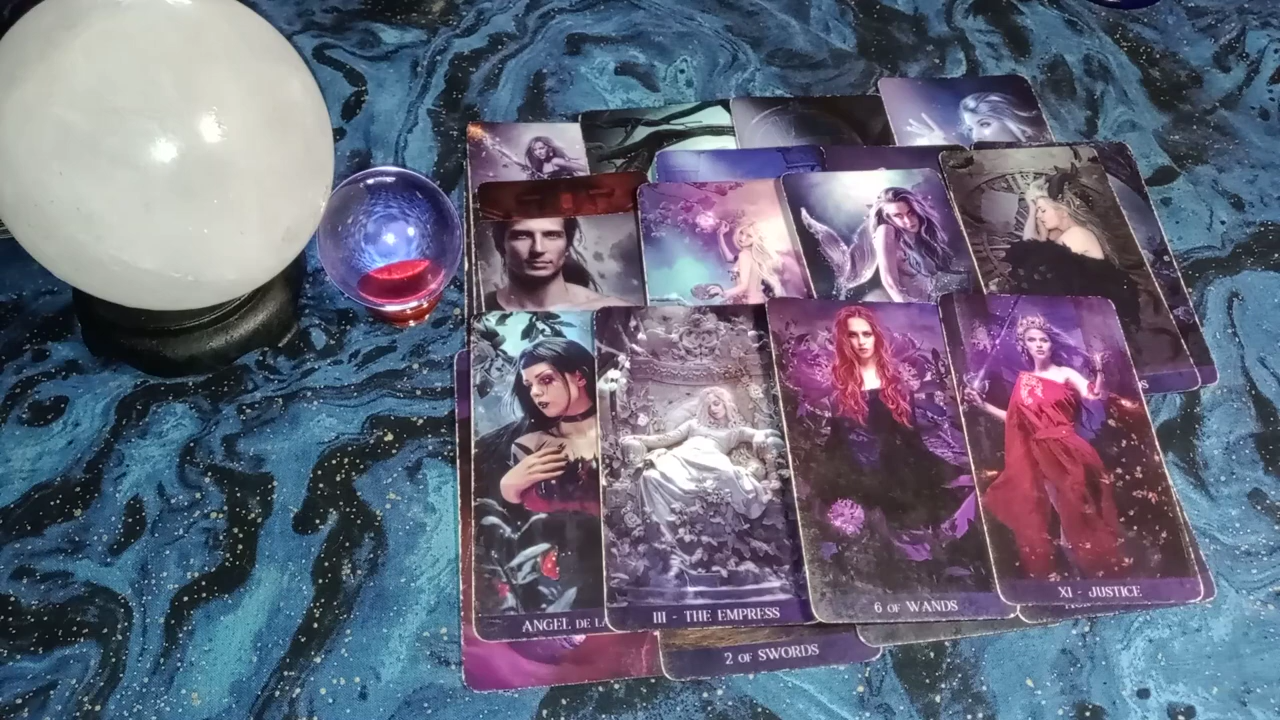 ANGEL DE LA
III - THE EMPRESS
6 OF WANDS
XI - JUSTICE
2 OF SWORDS